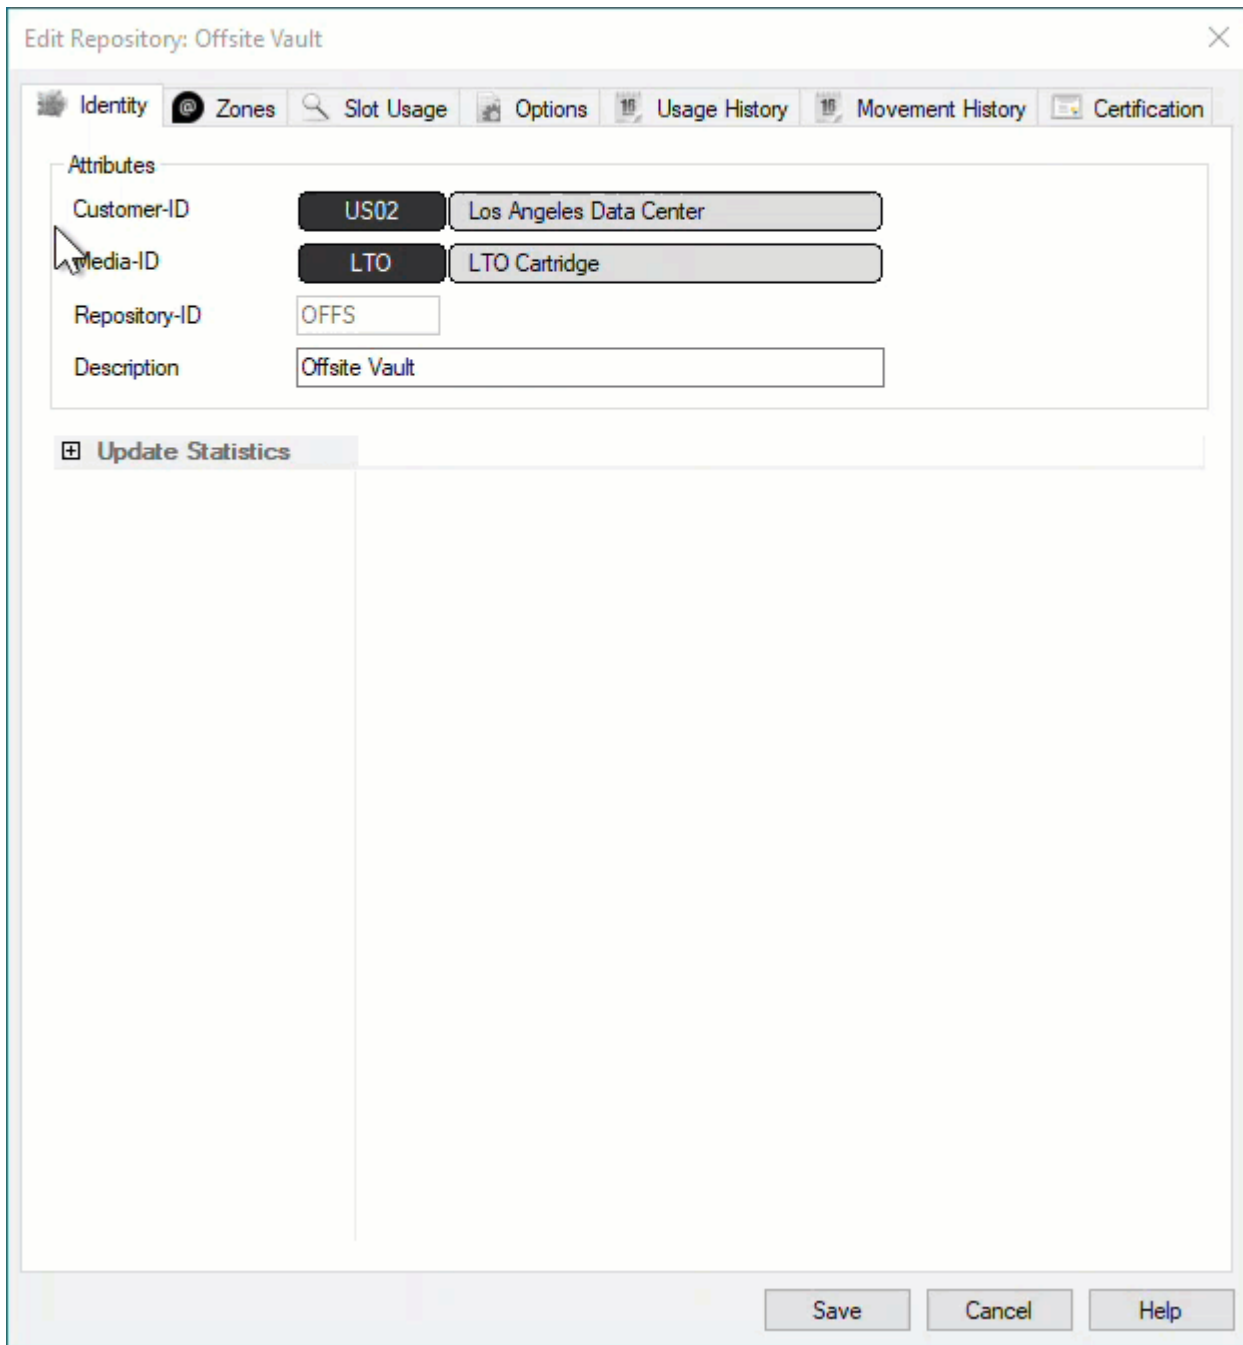 Edit Repository: Offsite Vault
Identity Zones Slot Usage Options Usage History Movement History Certification
Attributes
Customer-ID US02 Los Angeles Data Center
Media-ID LTO LTO Cartridge
Repository-ID OFFS
Description Offsite Vault
Update Statistics
Save Cancel Help